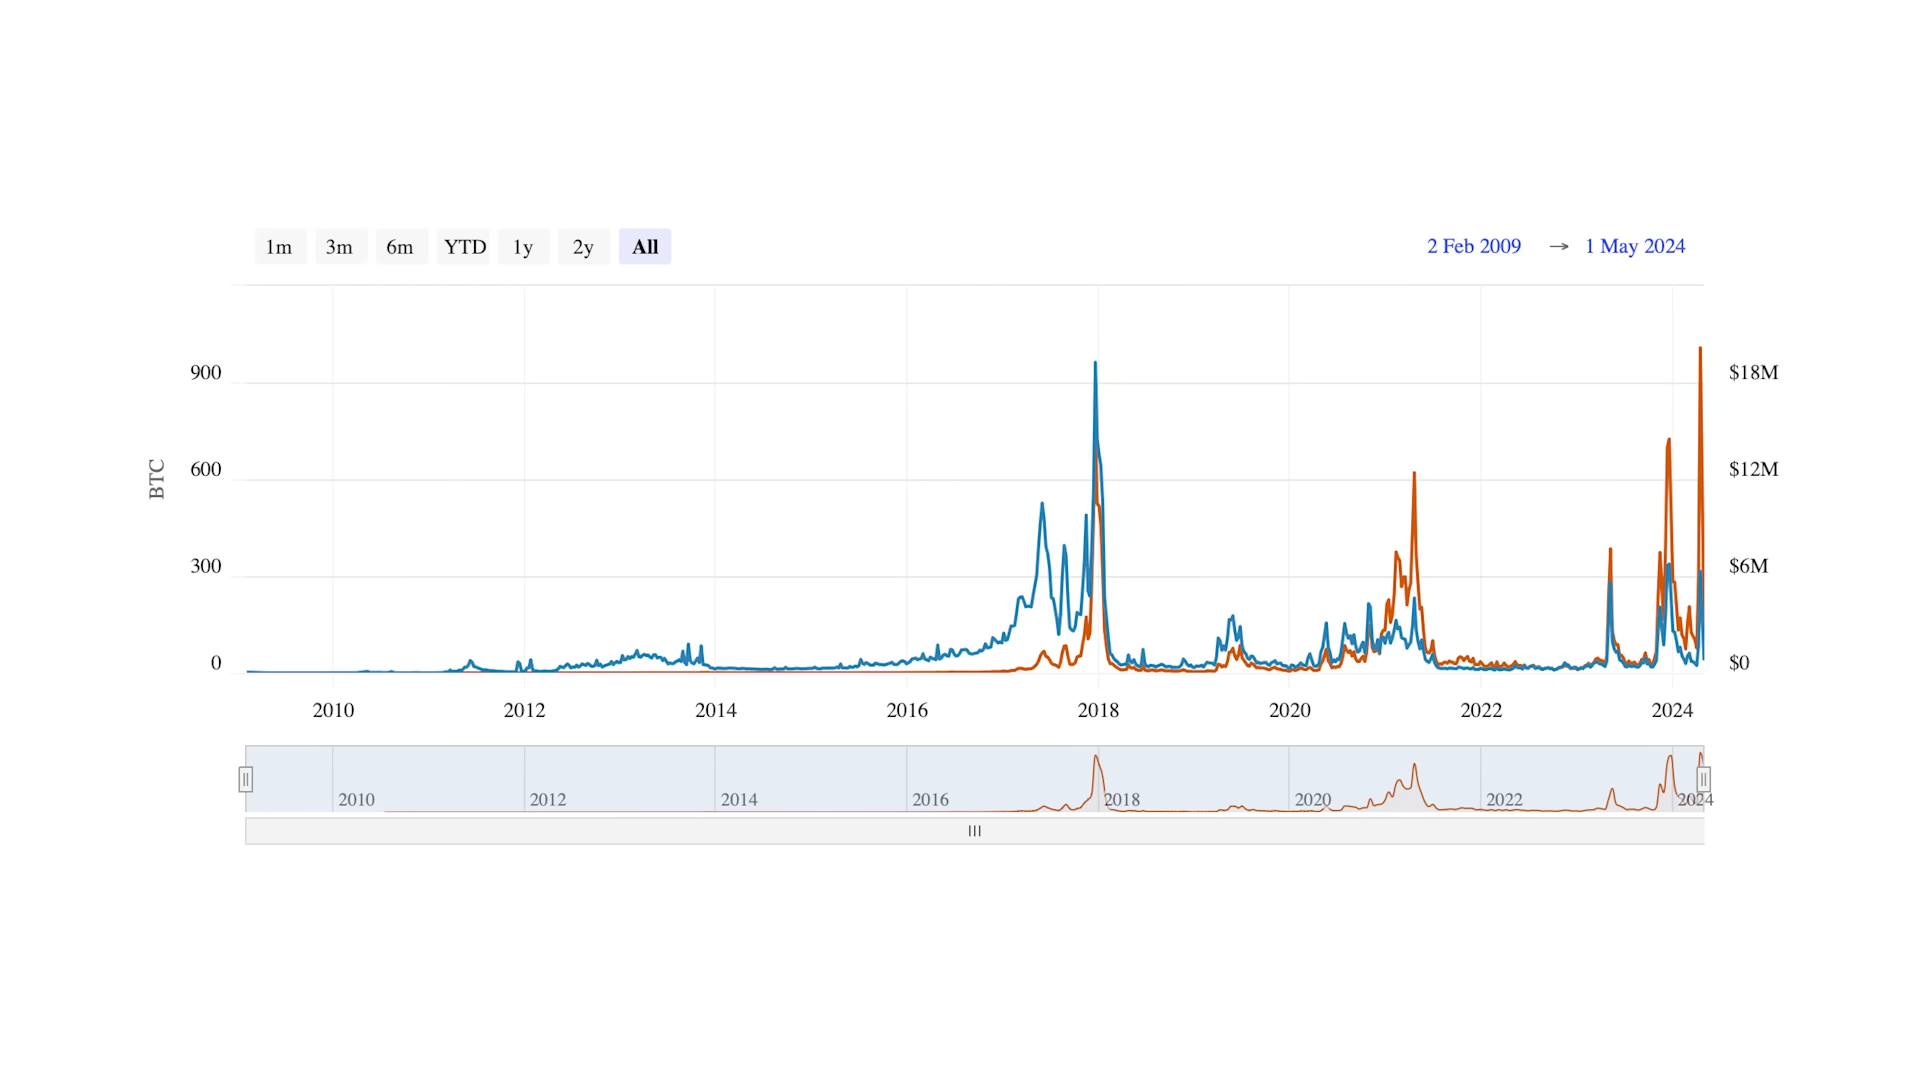 1m 3m 6m YTD 1y 2y All 2 Feb 2009 → 1 May 2024
900 $18M
600 $12M
BTC
300 $6M
0 $0
2010 2012 2014 2016 2018 2020 2022 2024
2010 2012 2014 2016 2018 2020 2022 2024